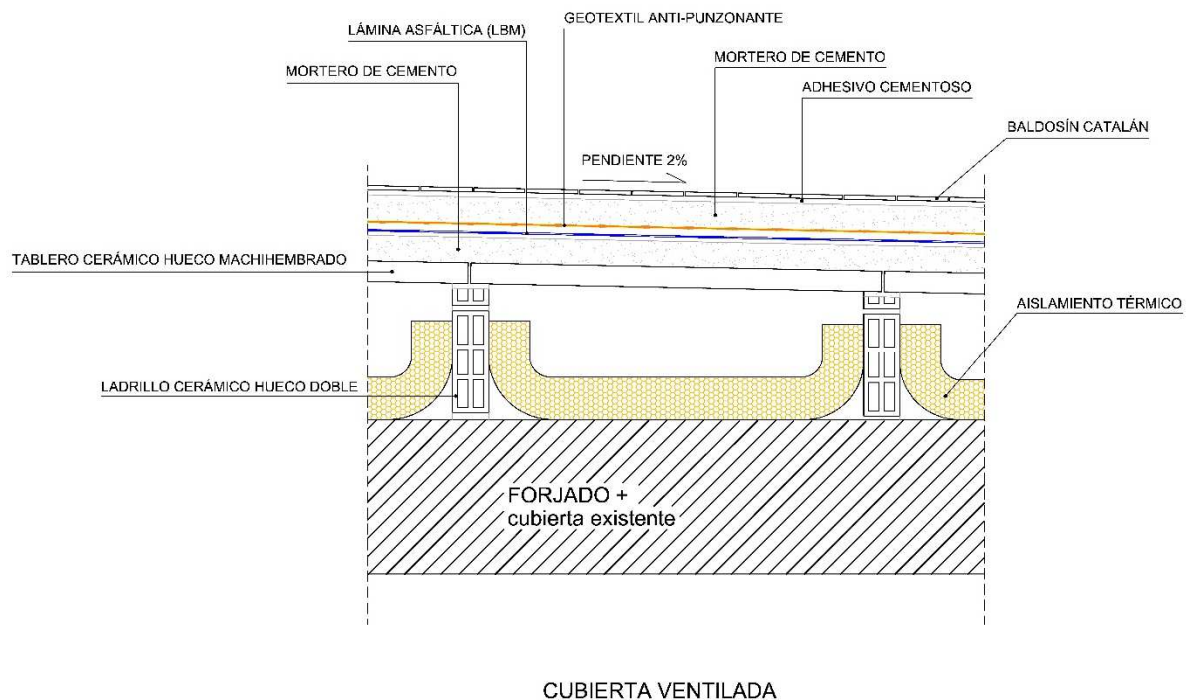 GEOTEXTIL ANTI-PUNZONANTE
LÁMINA ASFÁLTICA (LBM)
MORTERO DE CEMENTO
MORTERO DE CEMENTO
ADHESIVO CEMENTOSO
BALDOSÍN CATALÁN
PENDIENTE 2%
TABLERO CERÁMICO HUECO MACHIHEMBRADO
AISLAMIENTO TÉRMICO
LADRILLO CERÁMICO HUECO DOBLE
FORJADO +
cubierta existente
CUBIERTA VENTILADA